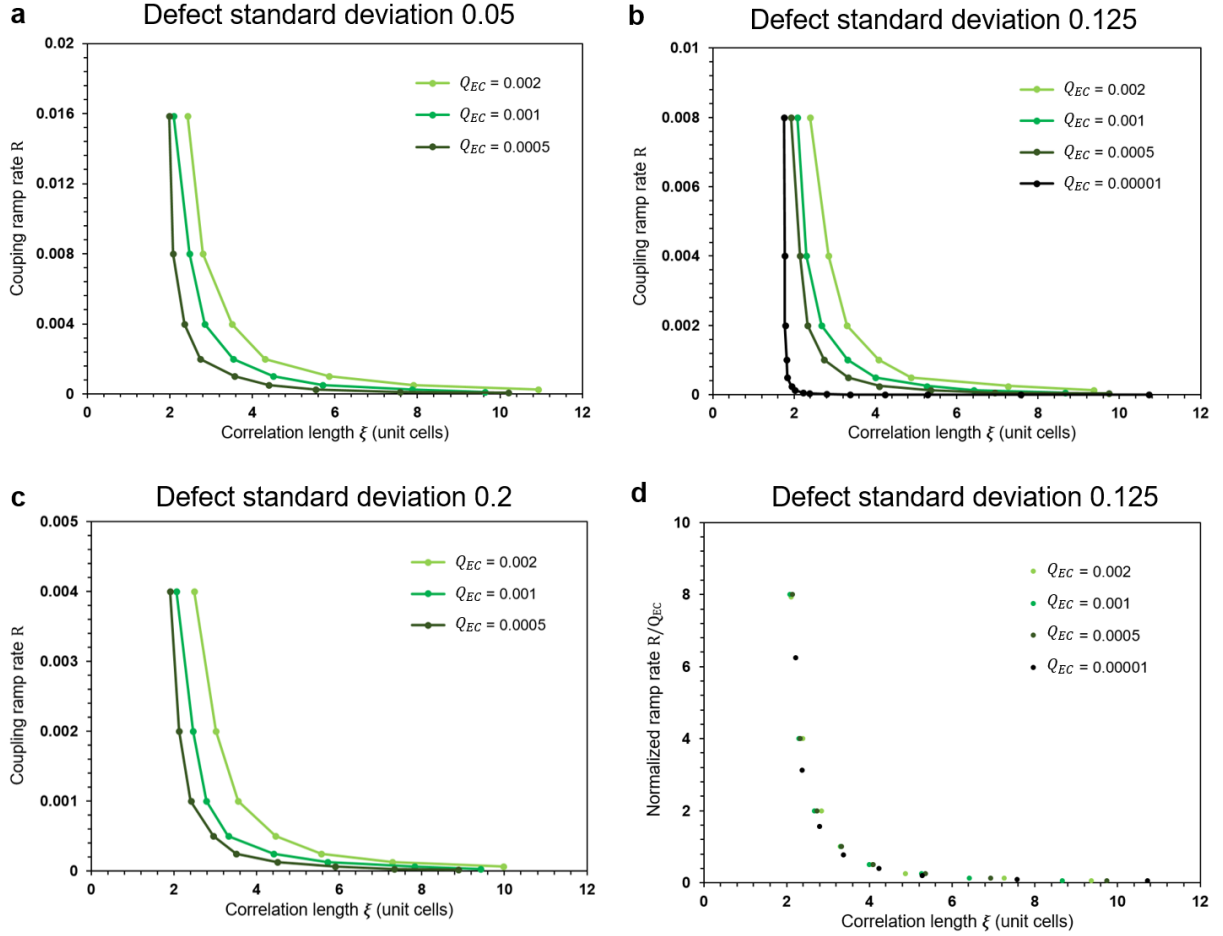 a
Defect standard deviation 0.05
0.02
0.016
0.012
0.008
0.004
0
0 2 4 6 8 10 12
Coupling ramp rate R
Correlation length ξ (unit cells)
Q_EC = 0.002
Q_EC = 0.001
Q_EC = 0.0005
b
Defect standard deviation 0.125
0.01
0.008
0.006
0.004
0.002
0
0 2 4 6 8 10 12
Coupling ramp rate R
Correlation length ξ (unit cells)
Q_EC = 0.002
Q_EC = 0.001
Q_EC = 0.0005
Q_EC = 0.00001
c
Defect standard deviation 0.2
0.005
0.004
0.003
0.002
0.001
0
0 2 4 6 8 10 12
Coupling ramp rate R
Correlation length ξ (unit cells)
Q_EC = 0.002
Q_EC = 0.001
Q_EC = 0.0005
d
Defect standard deviation 0.125
10
8
6
4
2
0
0 2 4 6 8 10 12
Normalized ramp rate R/Q_EC
Correlation length ξ (unit cells)
Q_EC = 0.002
Q_EC = 0.001
Q_EC = 0.0005
Q_EC = 0.00001